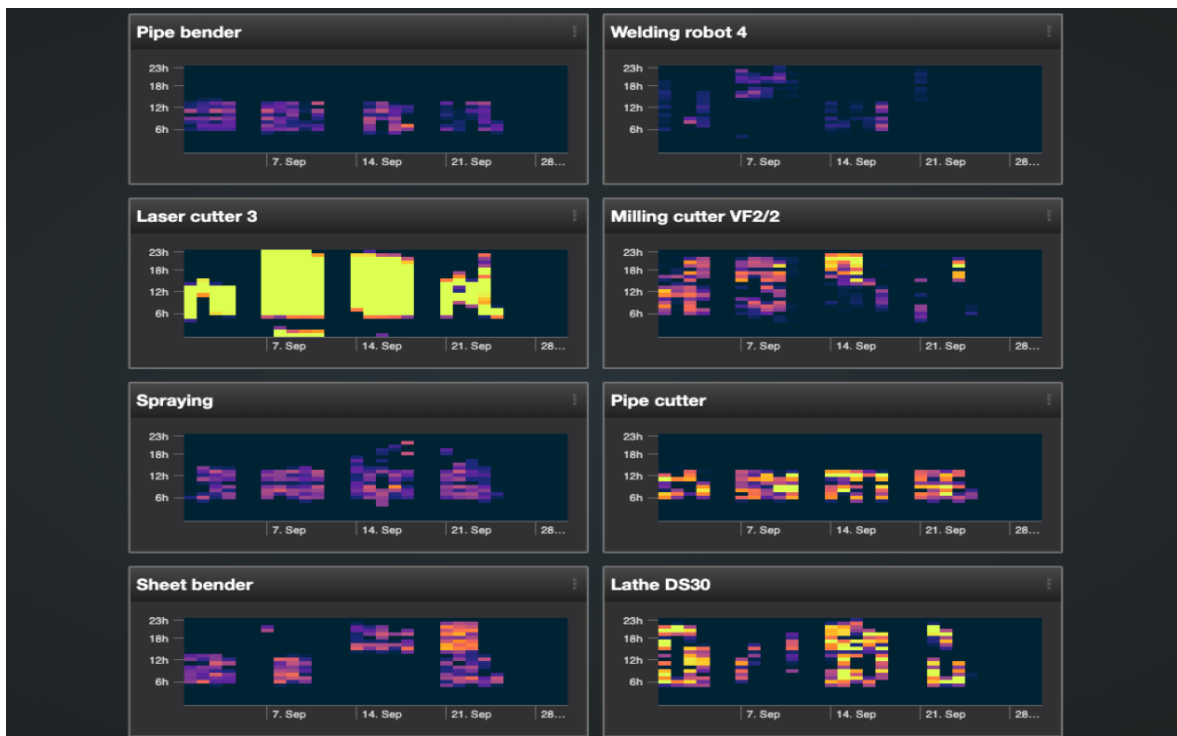 Pipe bender
23h
18h
12h
6h
7. Sep 14. Sep 21. Sep 28...
Welding robot 4
23h
18h
12h
6h
7. Sep 14. Sep 21. Sep 28...
Laser cutter 3
23h
18h
12h
6h
7. Sep 14. Sep 21. Sep 28...
Milling cutter VF2/2
23h
18h
12h
6h
7. Sep 14. Sep 21. Sep 28...
Spraying
23h
18h
12h
6h
7. Sep 14. Sep 21. Sep 28...
Pipe cutter
23h
18h
12h
6h
7. Sep 14. Sep 21. Sep 28...
Sheet bender
23h
18h
12h
6h
7. Sep 14. Sep 21. Sep 28...
Lathe DS30
23h
18h
12h
6h
7. Sep 14. Sep 21. Sep 28...